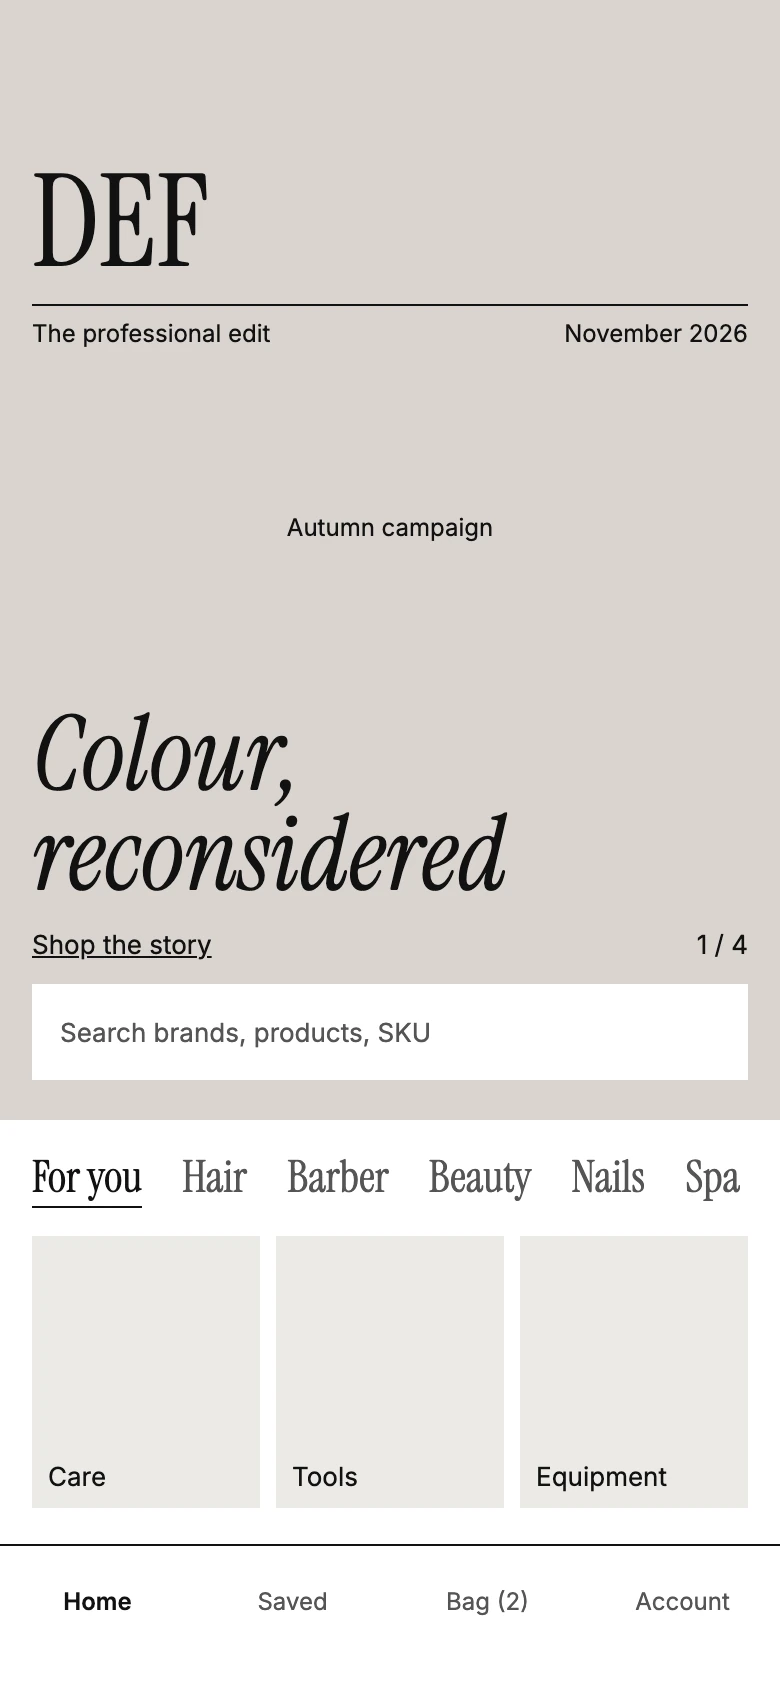 DEF
The professional edit November 2026
Autumn campaign
Colour,
reconsidered
Shop the story 1 / 4
Search brands, products, SKU
For you Hair Barber Beauty Nails Spa
Care Tools Equipment
Home Saved Bag (2) Account